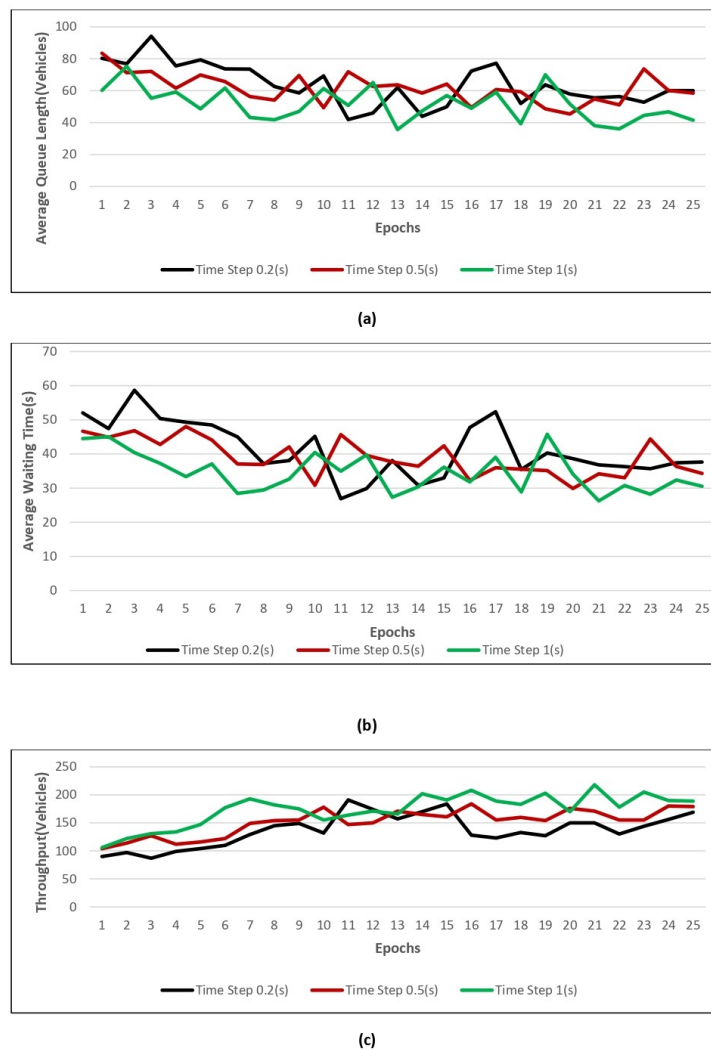 Average Queue Length(Vehicles)
100
80
60
40
20
0
1 2 3 4 5 6 7 8 9 10 11 12 13 14 15 16 17 18 19 20 21 22 23 24 25
Epochs
Time Step 0.2(s) Time Step 0.5(s) Time Step 1(s)
(a)
Average Waiting Time(s)
70
60
50
40
30
20
10
0
1 2 3 4 5 6 7 8 9 10 11 12 13 14 15 16 17 18 19 20 21 22 23 24 25
Epochs
Time Step 0.2(s) Time Step 0.5(s) Time Step 1(s)
(b)
Throughput(Vehicles)
250
200
150
100
50
0
1 2 3 4 5 6 7 8 9 10 11 12 13 14 15 16 17 18 19 20 21 22 23 24 25
Epochs
Time Step 0.2(s) Time Step 0.5(s) Time Step 1(s)
(c)